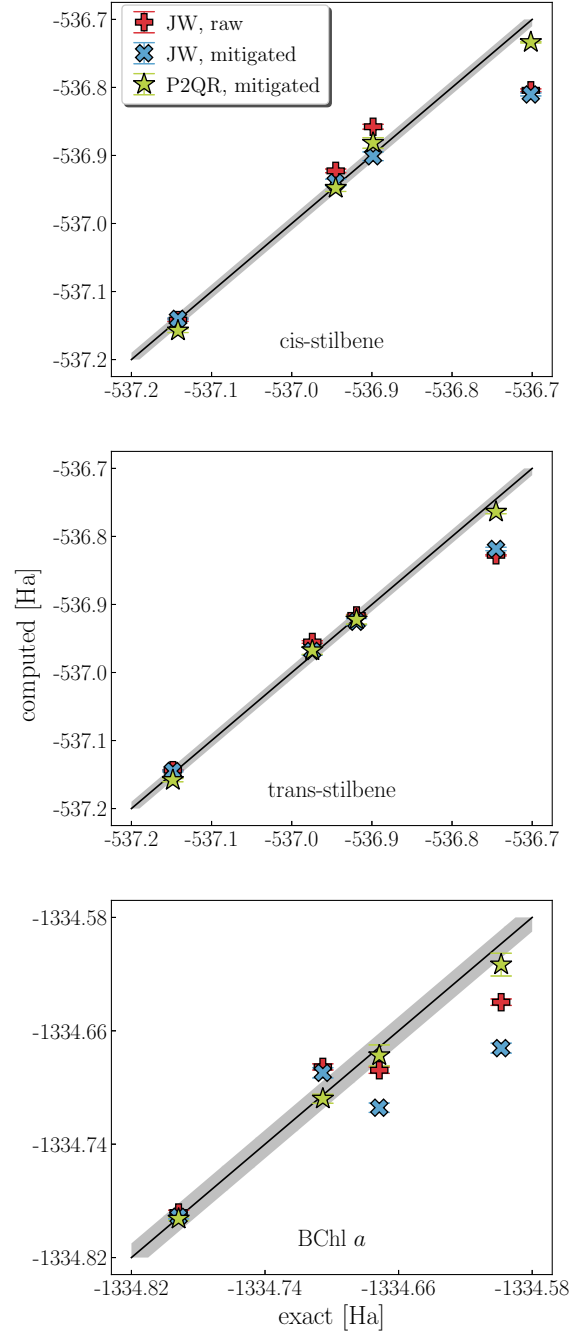 JW, raw
JW, mitigated
P2QR, mitigated
-536.7
-536.8
-536.9
-537.0
-537.1
-537.2
cis-stilbene
-537.2 -537.1 -537.0 -536.9 -536.8 -536.7
-536.7
-536.8
-536.9
-537.0
-537.1
-537.2
computed [Ha]
trans-stilbene
-537.2 -537.1 -537.0 -536.9 -536.8 -536.7
-1334.58
-1334.66
-1334.74
-1334.82
BChl a
-1334.82 -1334.74 -1334.66 -1334.58
exact [Ha]